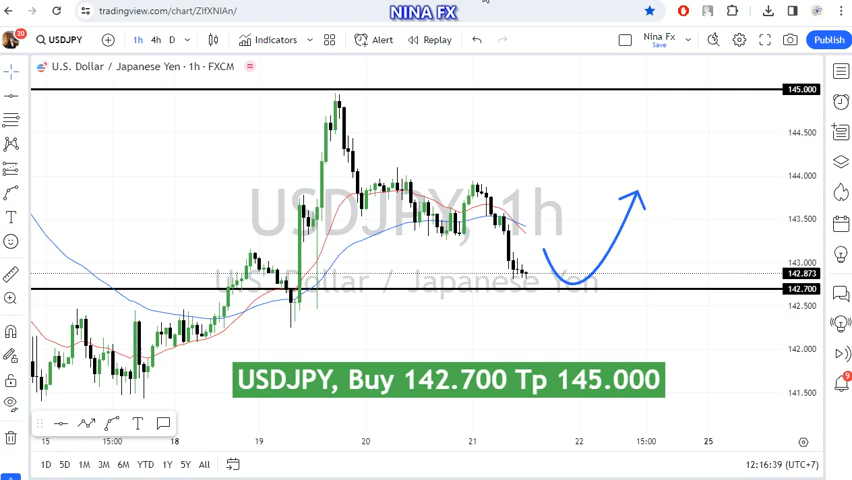 tradingview.com/chart/ZIfXNIAn/
NINA FX
20
USDJPY
1h 4h D
Indicators
Alert
Replay
Nina Fx
Save
Publish
U.S. Dollar / Japanese Yen · 1h · FXCM
145.000
144.500
144.000
143.500
143.000
142.873
142.700
142.500
142.000
141.500
USDJPY, 1h
U.S. Dollar / Japanese Yen
USDJPY, Buy 142.700 Tp 145.000
15 15:00 18 19 20 21 22 15:00 25
1D 5D 1M 3M 6M YTD 1Y 5Y All
12:16:39 (UTC+7)
9